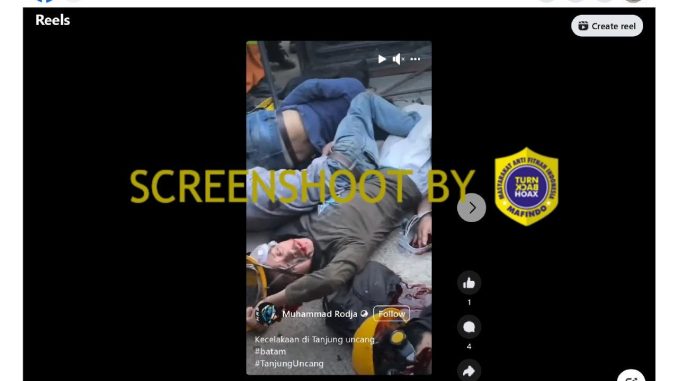 Reels
Create reel
SCREENSHOOT BY
MASYARAKAT ANTI FITNAH INDONESIA
TURN
BACK
HOAX
MAFINDO
1
Muhammad Rodja
Follow
4
Kecelakaan di Tanjung uncang
#batam
#TanjungUncang